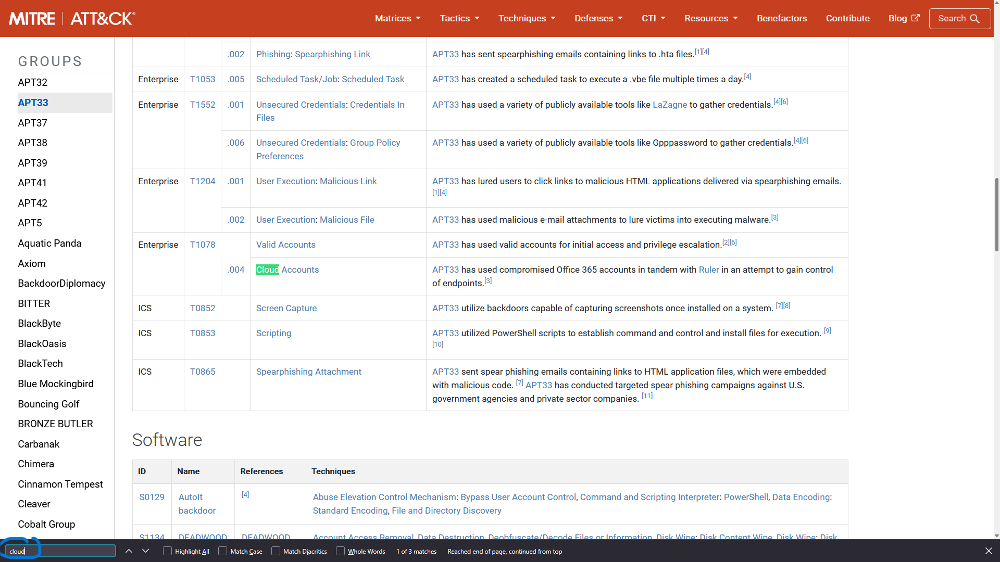 MITRE | ATT&CK®
Matrices
Tactics
Techniques
Defenses
CTI
Resources
Benefactors
Contribute
Blog
Search
GROUPS
APT32
APT33
APT37
APT38
APT39
APT41
APT42
APT5
Aquatic Panda
Axiom
BackdoorDiplomacy
BITTER
BlackByte
BlackOasis
BlackTech
Blue Mockingbird
Bouncing Golf
BRONZE BUTLER
Carbanak
Chimera
Cinnamon Tempest
Cleaver
Cobalt Group
.002 Phishing: Spearphishing Link APT33 has sent spearphishing emails containing links to .hta files.[1][4]
Enterprise T1053 .005 Scheduled Task/Job: Scheduled Task APT33 has created a scheduled task to execute a .vbe file multiple times a day.[4]
Enterprise T1552 .001 Unsecured Credentials: Credentials In APT33 has used a variety of publicly available tools like LaZagne to gather credentials.[4][6]
Files
.006 Unsecured Credentials: Group Policy APT33 has used a variety of publicly available tools like Gpppassword to gather credentials.[4][6]
Preferences
Enterprise T1204 .001 User Execution: Malicious Link APT33 has lured users to click links to malicious HTML applications delivered via spearphishing emails.
[1][4]
.002 User Execution: Malicious File APT33 has used malicious e-mail attachments to lure victims into executing malware.[3]
Enterprise T1078 Valid Accounts APT33 has used valid accounts for initial access and privilege escalation.[2][6]
.004 Cloud Accounts APT33 has used compromised Office 365 accounts in tandem with Ruler in an attempt to gain control
of endpoints.[3]
ICS T0852 Screen Capture APT33 utilize backdoors capable of capturing screenshots once installed on a system. [7][8]
ICS T0853 Scripting APT33 utilized PowerShell scripts to establish command and control and install files for execution. [9]
[10]
ICS T0865 Spearphishing Attachment APT33 sent spear phishing emails containing links to HTML application files, which were embedded
with malicious code. [7] APT33 has conducted targeted spear phishing campaigns against U.S.
government agencies and private sector companies. [11]
Software
ID Name References Techniques
S0129 AutoIt [4] Abuse Elevation Control Mechanism: Bypass User Account Control, Command and Scripting Interpreter: PowerShell, Data Encoding:
backdoor Standard Encoding, File and Directory Discovery
S1134 DEADWOOD DEADWOOD Account Access Removal, Data Destruction, Deobfuscate/Decode Files or Information, Disk Wipe: Disk Content Wipe, Disk Wipe: Disk
cloud Highlight All Match Case Match Diacritics Whole Words 1 of 3 matches Reached end of page, continued from top